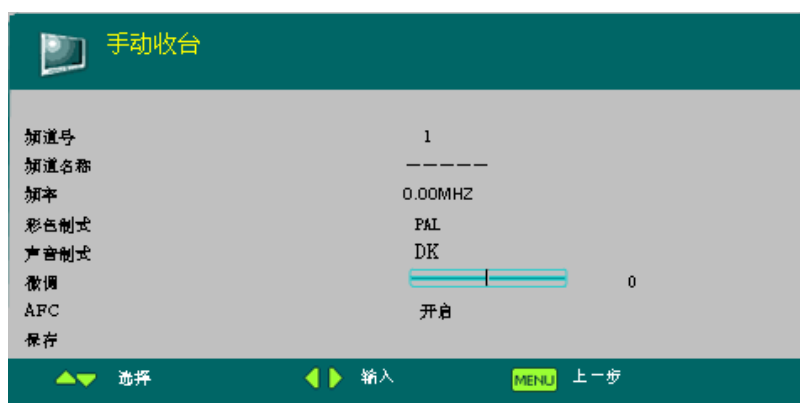 手动收台
频道号 1
频道名称 -----
频率 0.00MHZ
彩色制式 PAL
声音制式 DK
微调 0
AFC 开启
保存
选择 输入 MENU 上一步